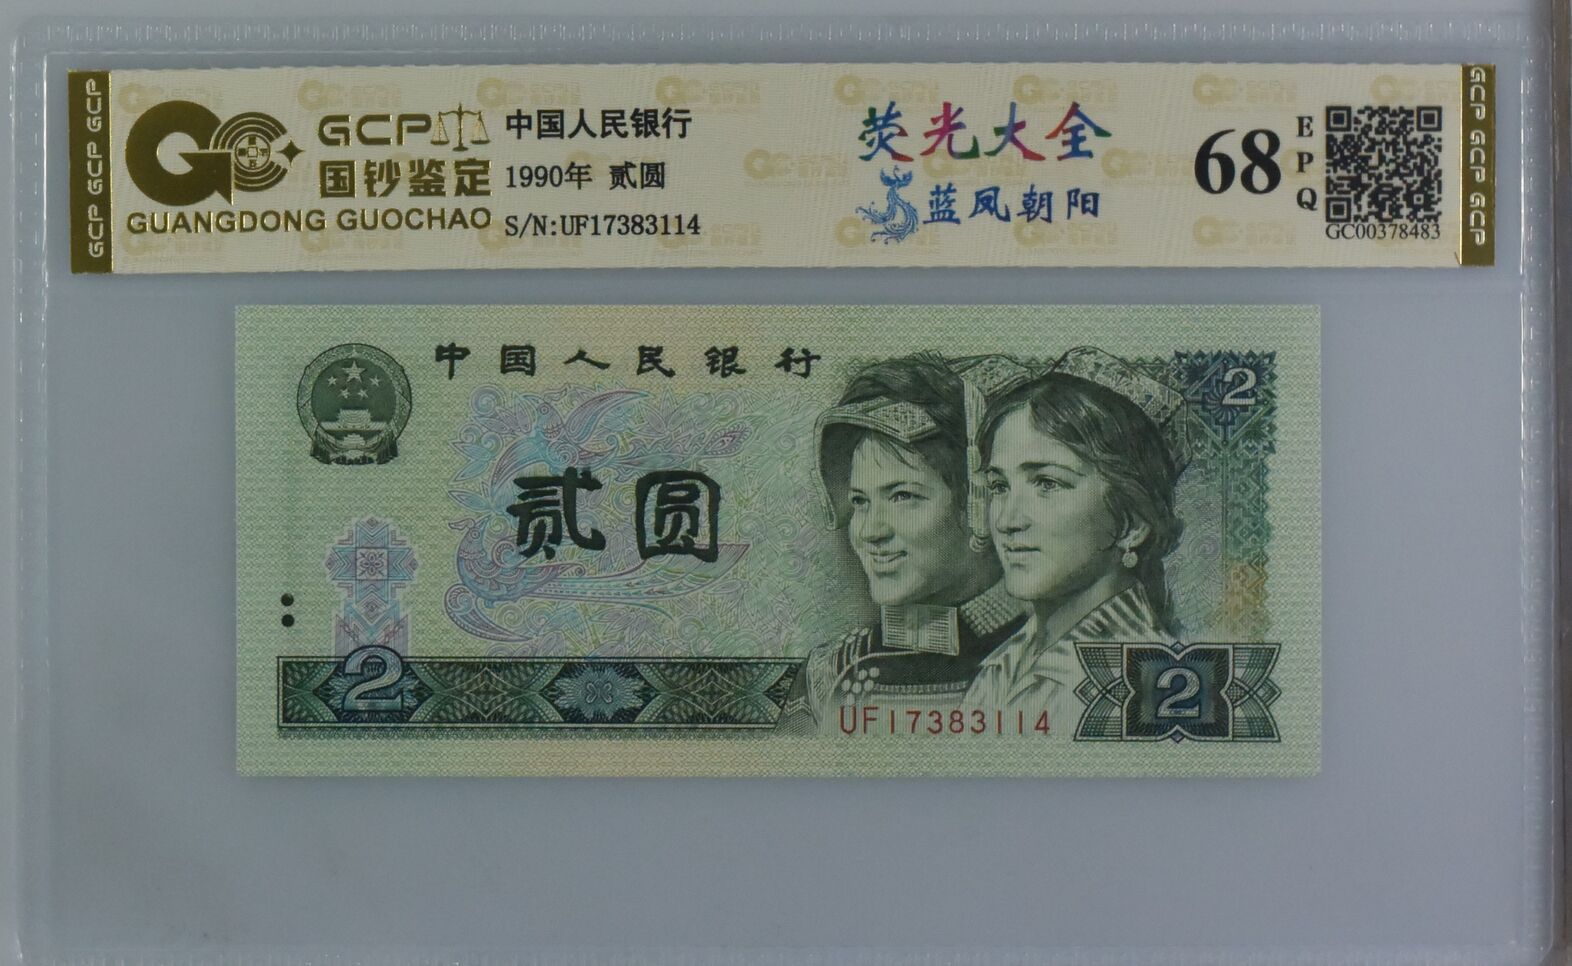 GCP GCP GCP
GCP
国钞鉴定
GUANGDONG GUOCHAO
中国人民银行
1990年 贰圆
S/N:UF17383114
荧光大全
蓝凤朝阳
68
EPQ
GC00378483
GCP GCP GCP
中国人民银行
2
贰圆
2
UF17383114
2